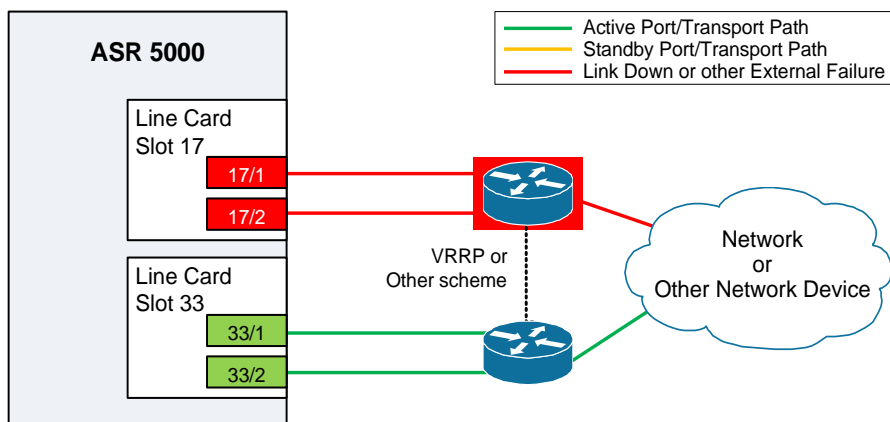 ASR 5000
Active Port/Transport Path
Standby Port/Transport Path
Link Down or other External Failure
Line Card
Slot 17
17/1
17/2
VRRP or
Other scheme
Network
or
Other Network Device
Line Card
Slot 33
33/1
33/2